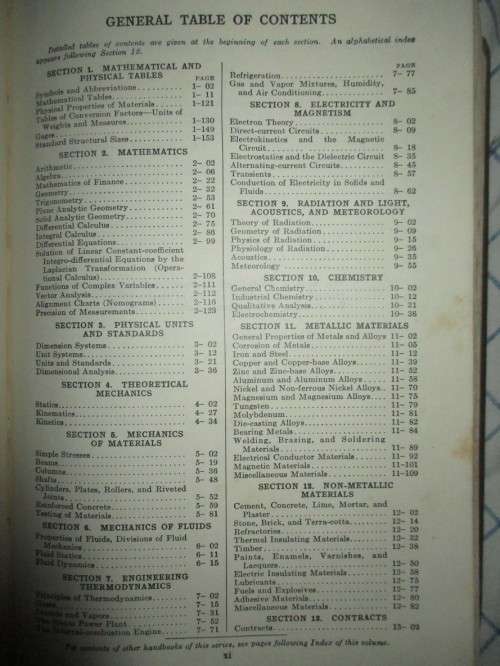 GENERAL TABLE OF CONTENTS
Detailed tables of contents are given at the beginning of each section. An alphabetical index
appears following Section 13.
SECTION 1. MATHEMATICAL AND
PHYSICAL TABLES
PAGE
Symbols and Abbreviations 1- 02
Mathematical Tables 1- 11
Physical Properties of Materials 1-121
Tables of Conversion Factors—Units of
Weights and Measures 1-130
Gages 1-149
Standard Structural Sizes 1-153
SECTION 2. MATHEMATICS
Arithmetic 2- 02
Algebra 2- 06
Mathematics of Finance 2- 22
Geometry 2- 32
Trigonometry 2- 53
Plane Analytic Geometry 2- 61
Solid Analytic Geometry 2- 70
Differential Calculus 2- 75
Integral Calculus 2- 86
Differential Equations 2- 99
Solution of Linear Constant-coefficient
Integro-differential Equations by the
Laplacian Transformation (Opera-
tional Calculus) 2-108
Functions of Complex Variables 2-111
Vector Analysis 2-112
Alignment Charts (Nomograms) 2-116
Precision of Measurements 2-123
SECTION 3. PHYSICAL UNITS
AND STANDARDS
Dimension Systems 3- 02
Unit Systems 3- 12
Units and Standards 3- 21
Dimensional Analysis 3- 36
SECTION 4. THEORETICAL
MECHANICS
Statics 4- 02
Kinematics 4- 27
Kinetics 4- 34
SECTION 5. MECHANICS
OF MATERIALS
Simple Stresses 5- 02
Beams 5- 19
Columns 5- 36
Shafts 5- 48
Cylinders, Plates, Rollers, and Riveted
Joints 5- 52
Reinforced Concrete 5- 59
Testing of Materials 5- 81
SECTION 6. MECHANICS OF FLUIDS
Properties of Fluids, Divisions of Fluid
Mechanics 6- 02
Fluid Statics 6- 11
Fluid Dynamics 6- 15
SECTION 7. ENGINEERING
THERMODYNAMICS
Principles of Thermodynamics 7- 02
Gases 7- 15
and Vapors 7- 31
Power Plant 7- 52
Internal-combustion Engine 7- 71
PAGE
Refrigeration 7- 77
Gas and Vapor Mixtures, Humidity,
and Air Conditioning 7- 85
SECTION 8. ELECTRICITY AND
MAGNETISM
Electron Theory 8- 02
Direct-current Circuits 8- 09
Electrokinetics and the Magnetic
Circuit 8- 18
Electrostatics and the Dielectric Circuit 8- 35
Alternating-current Circuits 8- 45
Transients 8- 57
Conduction of Electricity in Solids and
Fluids 8- 62
SECTION 9. RADIATION AND LIGHT,
ACOUSTICS, AND METEOROLOGY
Theory of Radiation 9- 02
Geometry of Radiation 9- 09
Physics of Radiation 9- 15
Physiology of Radiation 9- 26
Acoustics 9- 35
Meteorology 9- 55
SECTION 10. CHEMISTRY
General Chemistry 10- 02
Industrial Chemistry 10- 12
Qualitative Analysis 10- 21
Electrochemistry 10- 36
SECTION 11. METALLIC MATERIALS
General Properties of Metals and Alloys 11- 02
Corrosion of Metals 11- 05
Iron and Steel 11- 12
Copper and Copper-base Alloys 11- 39
Zinc and Zinc-base Alloys 11- 52
Aluminum and Aluminum Alloys 11- 58
Nickel and Non-ferrous Nickel Alloys 11- 70
Magnesium and Magnesium Alloys 11- 75
Tungsten 11- 79
Molybdenum 11- 81
Die-casting Alloys 11- 82
Bearing Metals 11- 84
Welding, Brazing, and Soldering
Materials 11- 89
Electrical Conductor Materials 11- 92
Magnetic Materials 11-101
Miscellaneous Materials 11-109
SECTION 12. NON-METALLIC
MATERIALS
Cement, Concrete, Lime, Mortar, and
Plaster 12- 02
Stone, Brick, and Terra-cotta 12- 14
Refractories 12- 20
Thermal Insulating Materials 12- 32
Timber 12- 38
Paints, Enamels, Varnishes, and
Lacquers 12- 50
Electric Insulating Materials 12- 58
Lubricants 12- 75
Fuels and Explosives 12- 77
Adhesive Materials 12- 80
Miscellaneous Materials 12- 82
SECTION 13. CONTRACTS
Contracts 13- 02
For contents of other handbooks of this series, see pages following Index of this volume.
xi